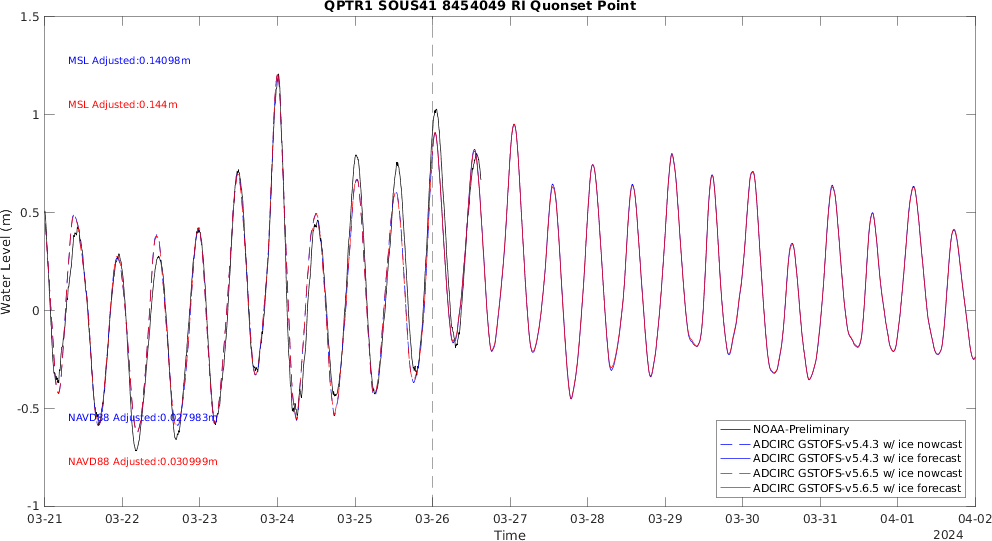 QPTR1 SOUS41 8454049 RI Quonset Point
1.5
1
0.5
0
-0.5
-1
Water Level (m)
MSL Adjusted:0.14098m
MSL Adjusted:0.144m
NAVD88 Adjusted:0.027983m
NAVD88 Adjusted:0.030999m
NOAA-Preliminary
ADCIRC GSTOFS-v5.4.3 w/ ice nowcast
ADCIRC GSTOFS-v5.4.3 w/ ice forecast
ADCIRC GSTOFS-v5.6.5 w/ ice nowcast
ADCIRC GSTOFS-v5.6.5 w/ ice forecast
03-21 03-22 03-23 03-24 03-25 03-26 03-27 03-28 03-29 03-30 03-31 04-01 04-02
Time
2024